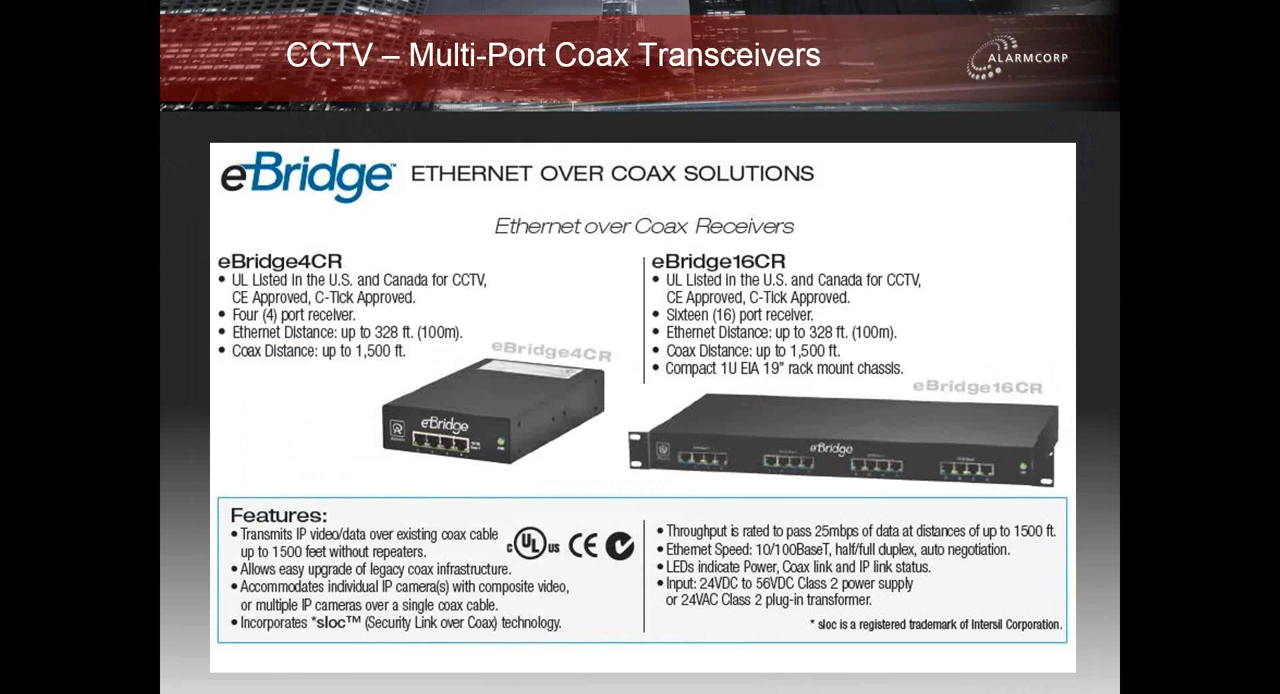 CCTV – Multi-Port Coax Transceivers
ALARMCORP
eBridge™ ETHERNET OVER COAX SOLUTIONS
Ethernet over Coax Receivers
eBridge4CR
• UL Listed in the U.S. and Canada for CCTV,
CE Approved, C-Tick Approved.
• Four (4) port receiver.
• Ethernet Distance: up to 328 ft. (100m).
• Coax Distance: up to 1,500 ft.
eBridge4CR
eBridge
eBridge16CR
• UL Listed in the U.S. and Canada for CCTV,
CE Approved, C-Tick Approved.
• Sixteen (16) port receiver.
• Ethernet Distance: up to 328 ft. (100m).
• Coax Distance: up to 1,500 ft.
• Compact 1U EIA 19” rack mount chassis.
eBridge16CR
eBridge
Features:
• Transmits IP video/data over existing coax cable
up to 1500 feet without repeaters.
• Allows easy upgrade of legacy coax infrastructure.
• Accommodates individual IP camera(s) with composite video,
or multiple IP cameras over a single coax cable.
• Incorporates *sloc™ (Security Link over Coax) technology.
c UL US CE
• Throughput is rated to pass 25mbps of data at distances of up to 1500 ft.
• Ethernet Speed: 10/100BaseT, half/full duplex, auto negotiation.
• LEDs indicate Power, Coax link and IP link status.
• Input: 24VDC to 56VDC Class 2 power supply
or 24VAC Class 2 plug-in transformer.
* sloc is a registered trademark of Intersil Corporation.